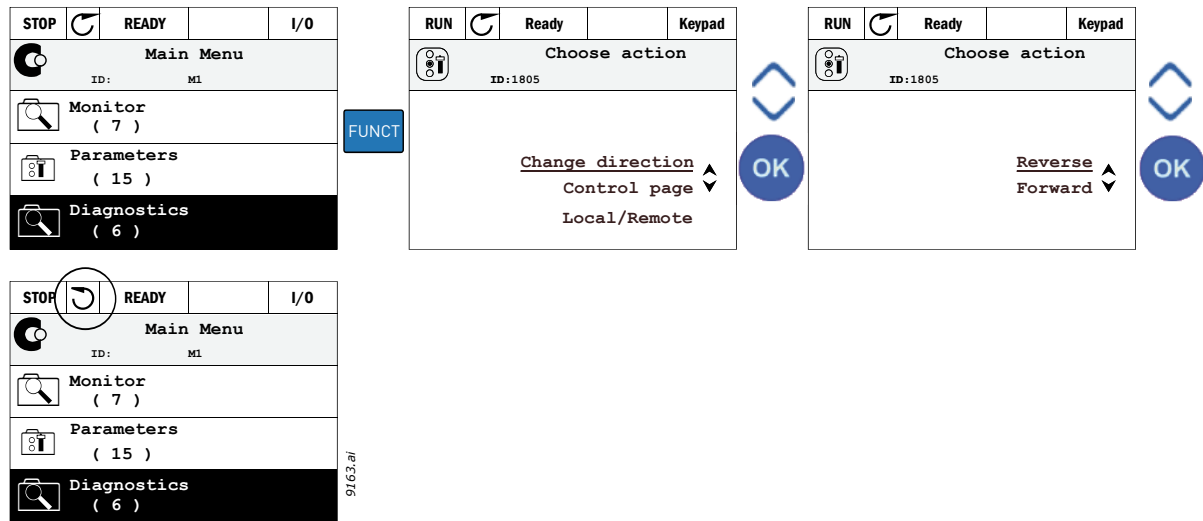 STOP READY I/O
Main Menu
ID: M1
Monitor
( 7 )
Parameters
( 15 )
Diagnostics
( 6 )
FUNCT
RUN Ready Keypad
Choose action
ID:1805
Change direction
Control page
Local/Remote
OK
RUN Ready Keypad
Choose action
ID:1805
Reverse
Forward
OK
STOP READY I/O
Main Menu
ID: M1
Monitor
( 7 )
Parameters
( 15 )
Diagnostics
( 6 )
9163.ai